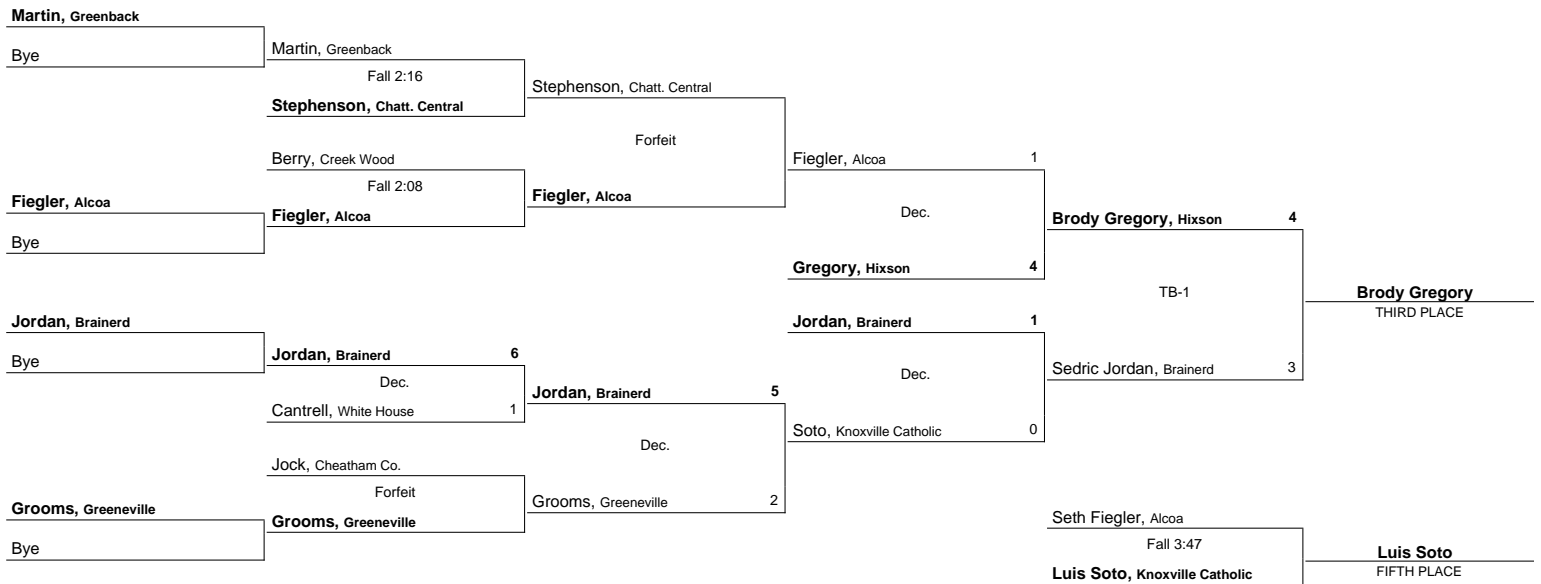 Martin, Greenback
Bye
Martin, Greenback
Fall 2:16
Stephenson, Chatt. Central
Stephenson, Chatt. Central
Forfeit
Berry, Creek Wood
Fall 2:08
Fiegler, Alcoa
Bye
Fiegler, Alcoa
Fiegler, Alcoa
Fiegler, Alcoa 1
Dec.
Gregory, Hixson 4
Brody Gregory, Hixson 4
TB-1
Brody Gregory
THIRD PLACE
Jordan, Brainerd
Bye
Jordan, Brainerd 6
Dec.
Cantrell, White House 1
Jordan, Brainerd 5
Dec.
Jordan, Brainerd 1
Dec.
Soto, Knoxville Catholic 0
Sedric Jordan, Brainerd 3
Jock, Cheatham Co.
Forfeit
Grooms, Greeneville
Bye
Grooms, Greeneville
Grooms, Greeneville 2
Seth Fiegler, Alcoa
Fall 3:47
Luis Soto, Knoxville Catholic
Luis Soto
FIFTH PLACE